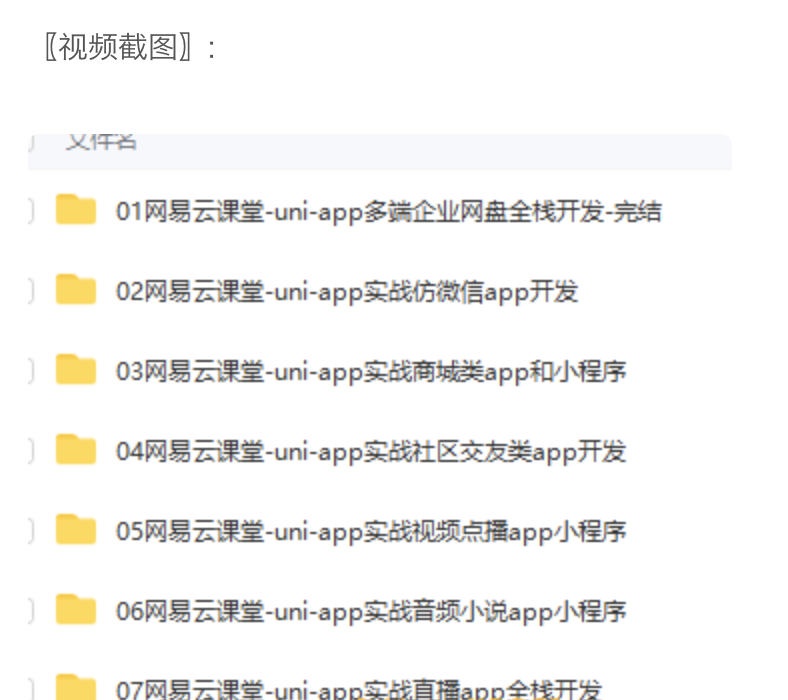 〖视频截图〗:
文件名
01网易云课堂-uni-app多端企业网盘全栈开发-完结
02网易云课堂-uni-app实战仿微信app开发
03网易云课堂-uni-app实战商城类app和小程序
04网易云课堂-uni-app实战社区交友类app开发
05网易云课堂-uni-app实战视频点播app小程序
06网易云课堂-uni-app实战音频小说app小程序
07网易云课堂-uni-app实战直播app全栈开发